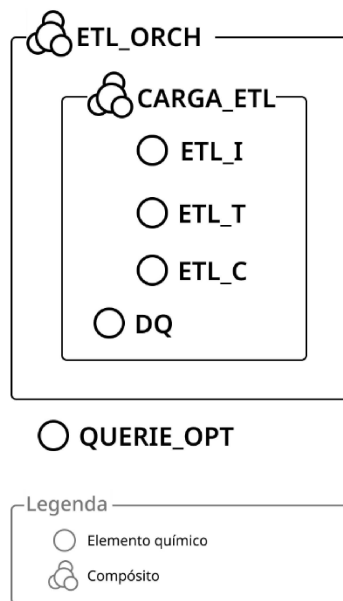 ETL_ORCH
CARGA_ETL
ETL_I
ETL_T
ETL_C
DQ
QUERIE_OPT
Legenda
Elemento químico
Compósito